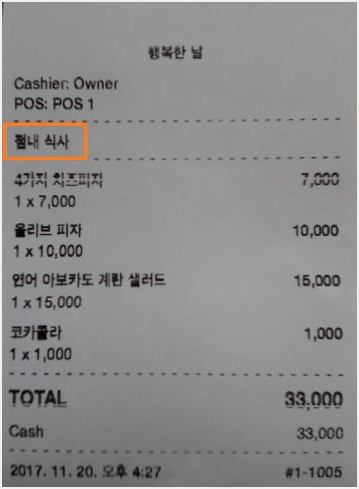 행복한 날
Cashier: Owner
POS: POS 1
점내 식사
4가지 치즈피자 7,000
1 x 7,000
올리브 피자 10,000
1 x 10,000
연어 아보카도 계란 샐러드 15,000
1 x 15,000
코카콜라 1,000
1 x 1,000
TOTAL 33,000
Cash 33,000
2017. 11. 20. 오후 4:27 #1-1005